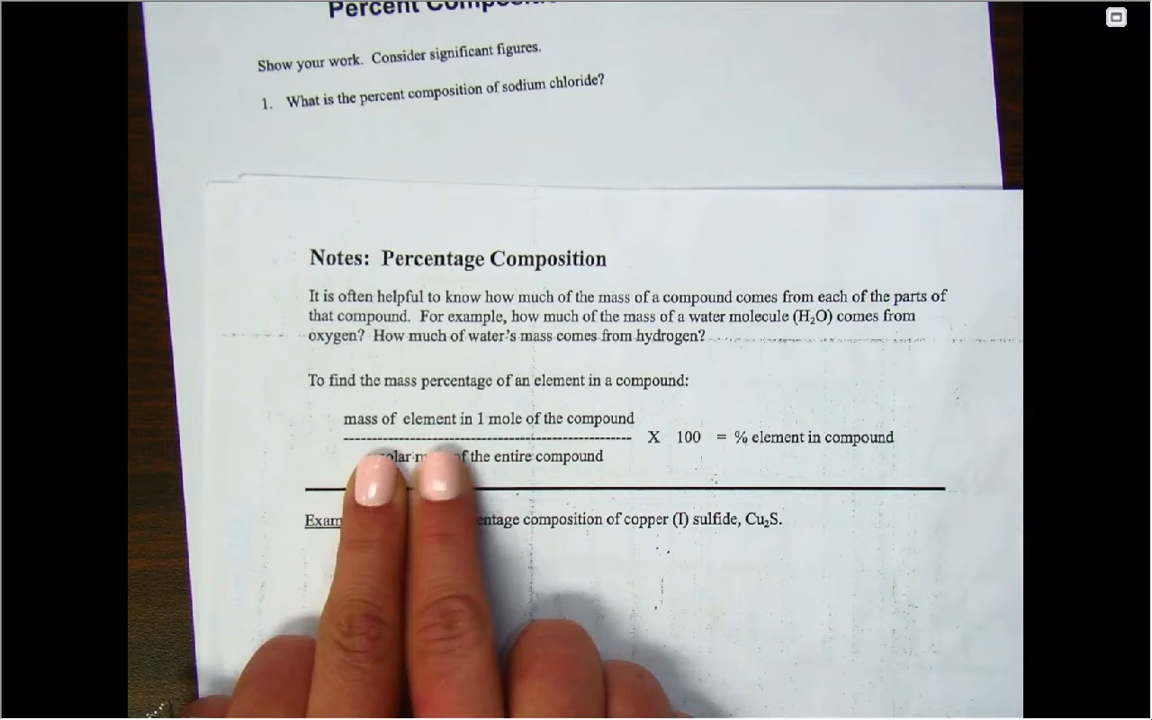 Percent
Show your work. Consider significant figures.
1. What is the percent composition of sodium chloride?
Notes: Percentage Composition
It is often helpful to know how much of the mass of a compound comes from each of the parts of
that compound. For example, how much of the mass of a water molecule (H₂O) comes from
oxygen? How much of water's mass comes from hydrogen?
To find the mass percentage of an element in a compound:
mass of element in 1 mole of the compound
X 100 = % element in compound
the entire compound
composition of copper (I) sulfide, Cu₂S.